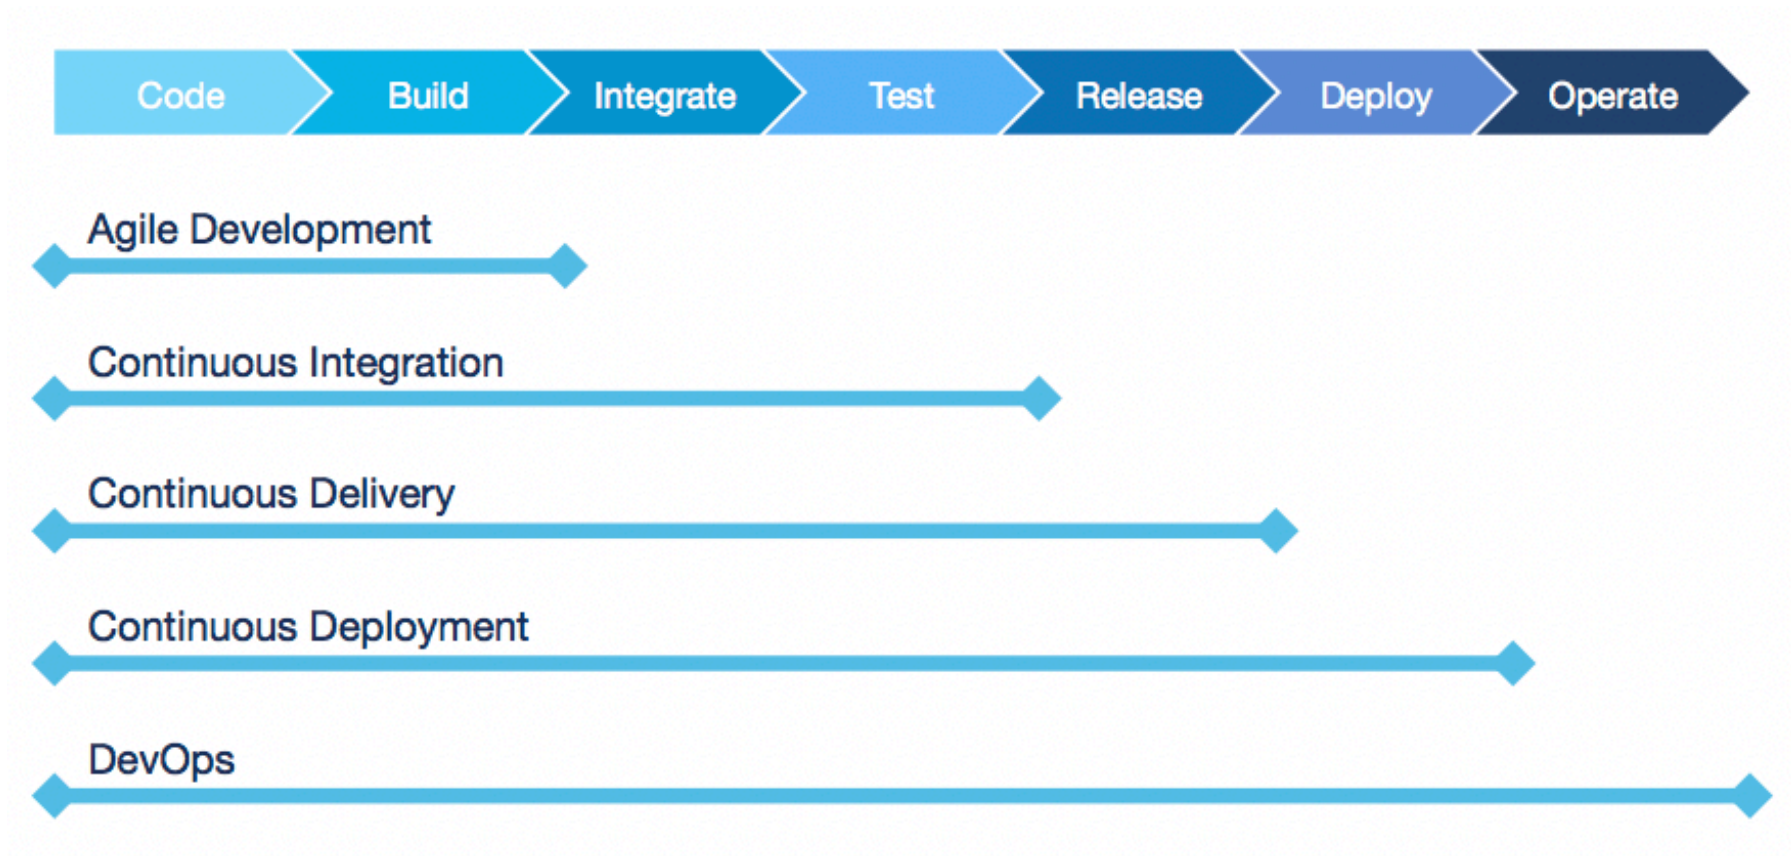 Code Build Integrate Test Release Deploy Operate
Agile Development
Continuous Integration
Continuous Delivery
Continuous Deployment
DevOps